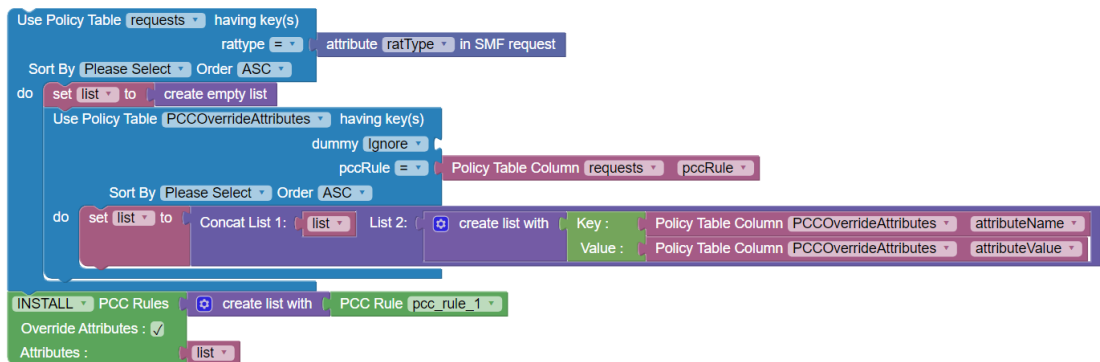 Use Policy Table requests having key(s)
rattype = attribute ratType in SMF request
Sort By Please Select Order ASC
do set list to create empty list
Use Policy Table PCCOverrideAttributes having key(s)
dummy Ignore
pccRule = Policy Table Column requests pccRule
Sort By Please Select Order ASC
do set list to Concat List 1: list List 2: create list with Key : Policy Table Column PCCOverrideAttributes attributeName
Value : Policy Table Column PCCOverrideAttributes attributeValue
INSTALL PCC Rules create list with PCC Rule pcc_rule_1
Override Attributes :
Attributes : list